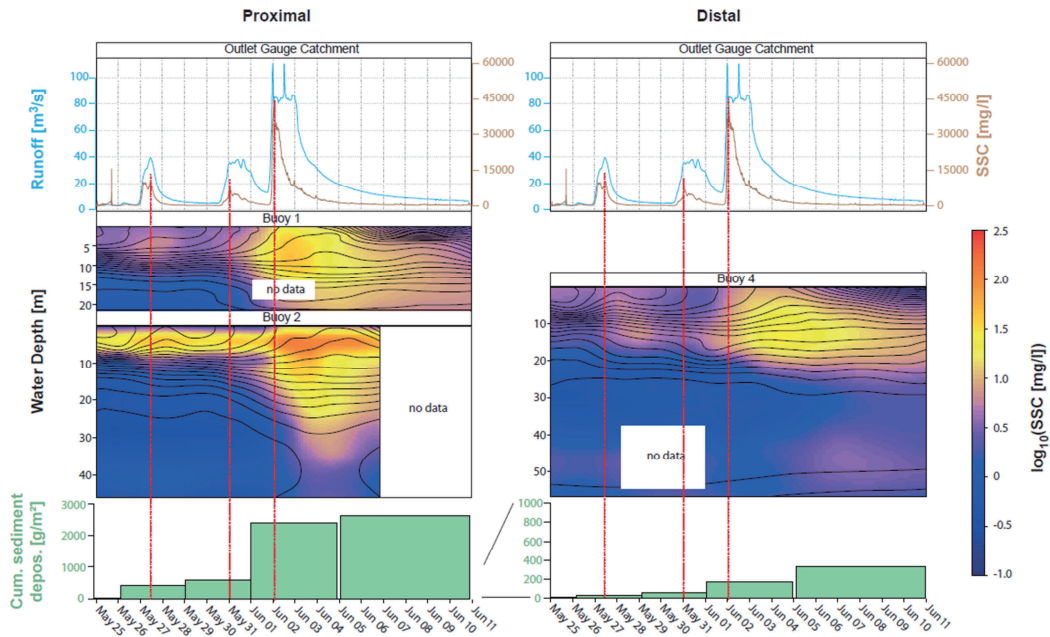 Proximal
Distal
Outlet Gauge Catchment
Outlet Gauge Catchment
Runoff [m³/s]
100
80
60
40
20
0
60000
45000
30000
15000
0
100
80
60
40
20
0
60000
45000
30000
15000
0
SSC [mg/l]
Buoy 1
5
10
15
20
no data
Buoy 2
10
20
30
40
no data
Water Depth [m]
Buoy 4
10
20
30
40
50
no data
2.5
2.0
1.5
1.0
0.5
0
-0.5
-1.0
log10(SSC [mg/l])
Cum. sediment
depos. [g/m²]
3000
2000
1000
0
1000
800
600
400
200
0
May 25
May 26
May 27
May 28
May 29
May 30
May 31
Jun 01
Jun 02
Jun 03
Jun 04
Jun 05
Jun 06
Jun 07
Jun 08
Jun 09
Jun 10
Jun 11
May 25
May 26
May 27
May 28
May 29
May 30
May 31
Jun 01
Jun 02
Jun 03
Jun 04
Jun 05
Jun 06
Jun 07
Jun 08
Jun 09
Jun 10
Jun 11